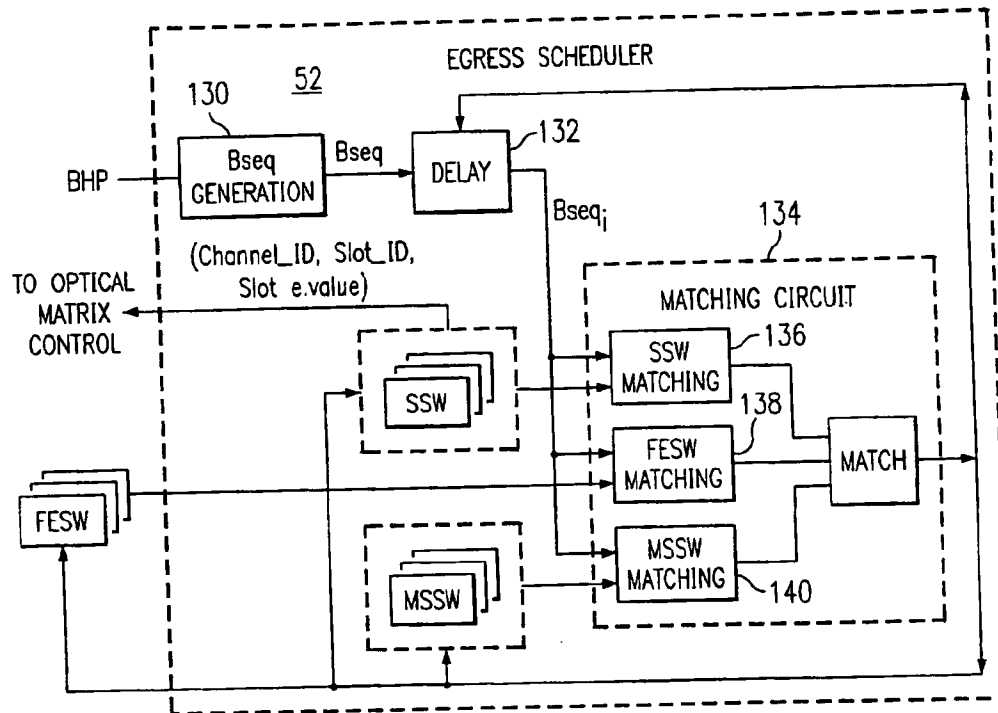 EGRESS SCHEDULER
52
130
132
BHP
Bseq
GENERATION
Bseq
DELAY
Bseqi
134
(Channel_ID, Slot_ID,
Slot e.value)
TO OPTICAL
MATRIX
CONTROL
MATCHING CIRCUIT
136
SSW
MATCHING
SSW
138
FESW
MATCHING
MATCH
FESW
MSSW
MATCHING
140
MSSW